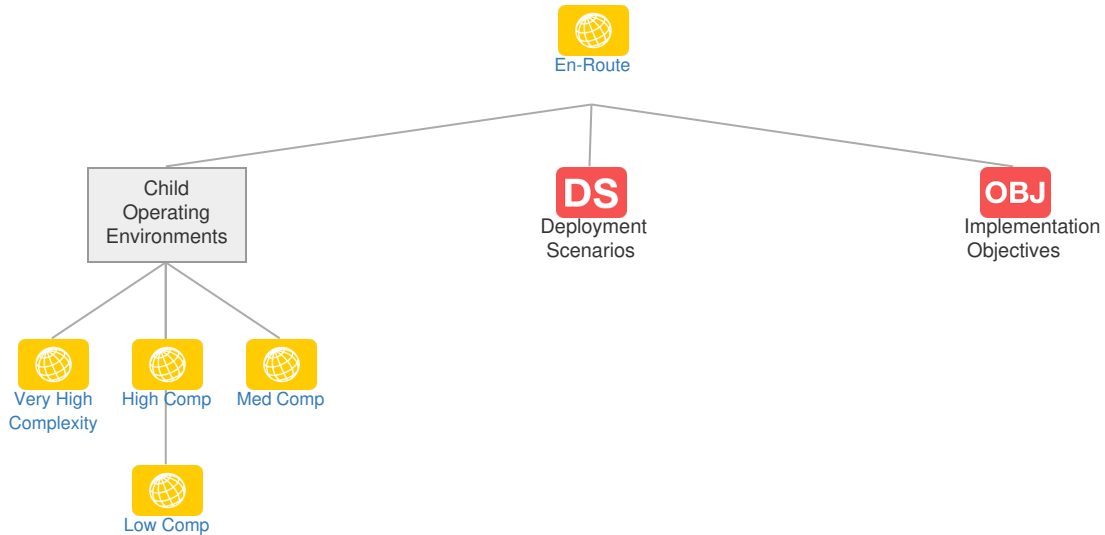 En-Route
Child
Operating
Environments
DS
Deployment
Scenarios
OBJ
Implementation
Objectives
Very High
Complexity
High Comp
Med Comp
Low Comp